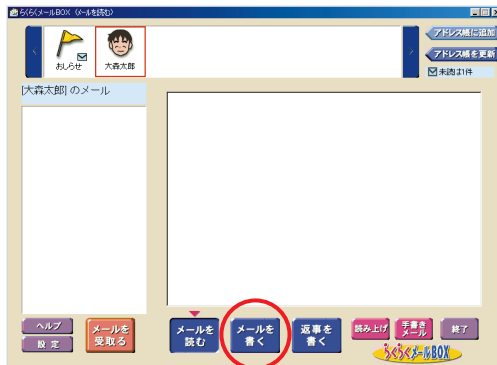 らくらくメールBOX (メールを読む)
おしらせ
大森太郎
アドレス帳に追加
アドレス帳を更新
未読は1件
[大森太郎] のメール
ヘルプ
設定
メールを
受取る
メールを
読む
メールを
書く
返事を
書く
読み上げ
手書き
メール
終了
らくらくメールBOX